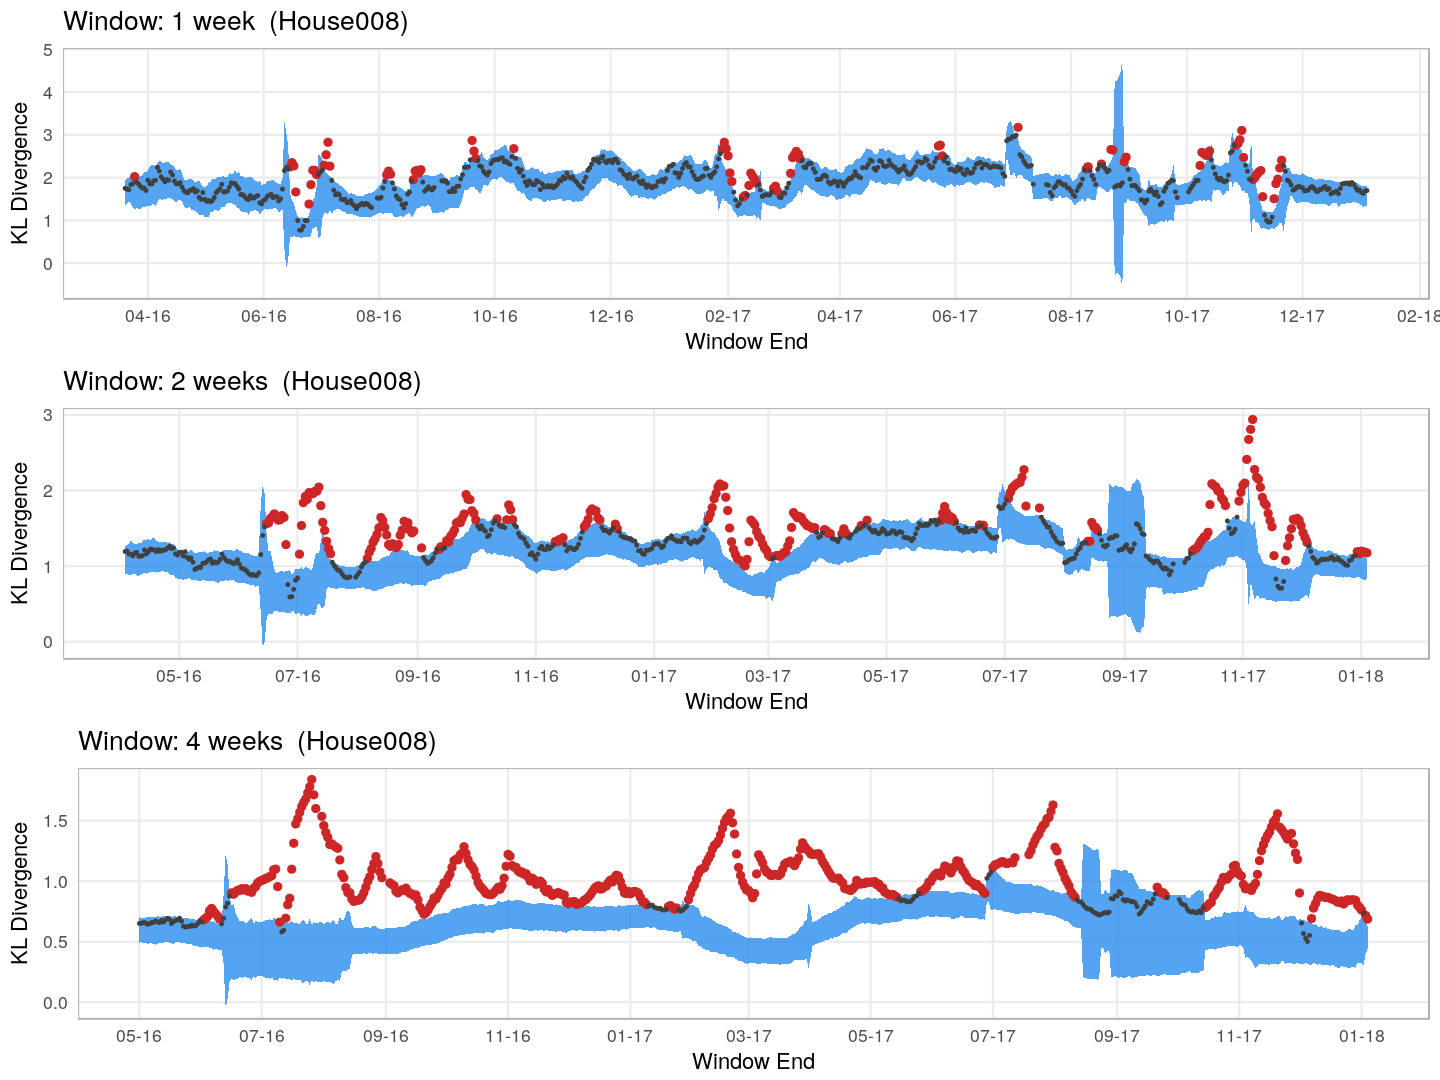 Window: 1 week  (House008)
KL Divergence
5
4
3
2
1
0
04-16 06-16 08-16 10-16 12-16 02-17 04-17 06-17 08-17 10-17 12-17 02-18
Window End
Window: 2 weeks  (House008)
KL Divergence
3
2
1
0
05-16 07-16 09-16 11-16 01-17 03-17 05-17 07-17 09-17 11-17 01-18
Window End
Window: 4 weeks  (House008)
KL Divergence
1.5
1.0
0.5
0.0
05-16 07-16 09-16 11-16 01-17 03-17 05-17 07-17 09-17 11-17 01-18
Window End